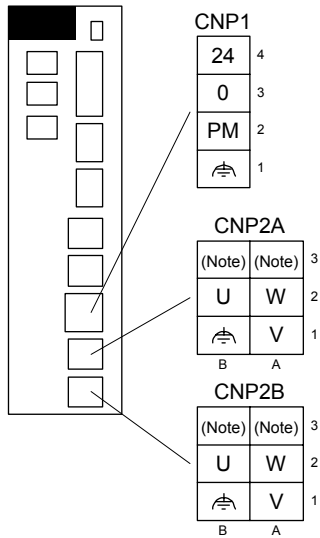 CNP1
24 4
0 3
PM 2
1
CNP2A
(Note) (Note) 3
U W 2
V 1
B A
CNP2B
(Note) (Note) 3
U W 2
V 1
B A